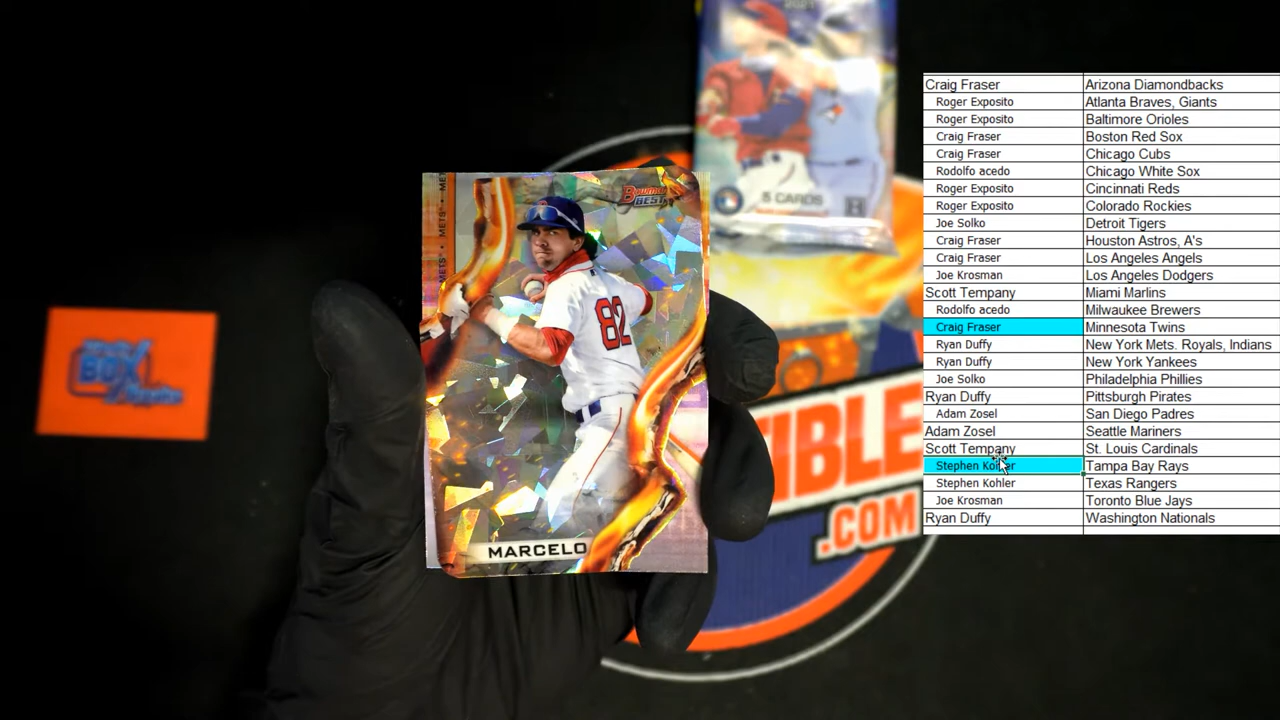 2021
5 CARDS
METS • METS • MET
BOWMAN'S
BEST
82
MARCELO
BOX
IBLE
.COM
Craig Fraser Arizona Diamondbacks
Roger Exposito Atlanta Braves, Giants
Roger Exposito Baltimore Orioles
Craig Fraser Boston Red Sox
Craig Fraser Chicago Cubs
Rodolfo acedo Chicago White Sox
Roger Exposito Cincinnati Reds
Roger Exposito Colorado Rockies
Joe Solko Detroit Tigers
Craig Fraser Houston Astros, A's
Craig Fraser Los Angeles Angels
Joe Krosman Los Angeles Dodgers
Scott Tempany Miami Marlins
Rodolfo acedo Milwaukee Brewers
Craig Fraser Minnesota Twins
Ryan Duffy New York Mets. Royals, Indians
Ryan Duffy New York Yankees
Joe Solko Philadelphia Phillies
Ryan Duffy Pittsburgh Pirates
Adam Zosel San Diego Padres
Adam Zosel Seattle Mariners
Scott Tempany St. Louis Cardinals
Stephen Kohler Tampa Bay Rays
Stephen Kohler Texas Rangers
Joe Krosman Toronto Blue Jays
Ryan Duffy Washington Nationals